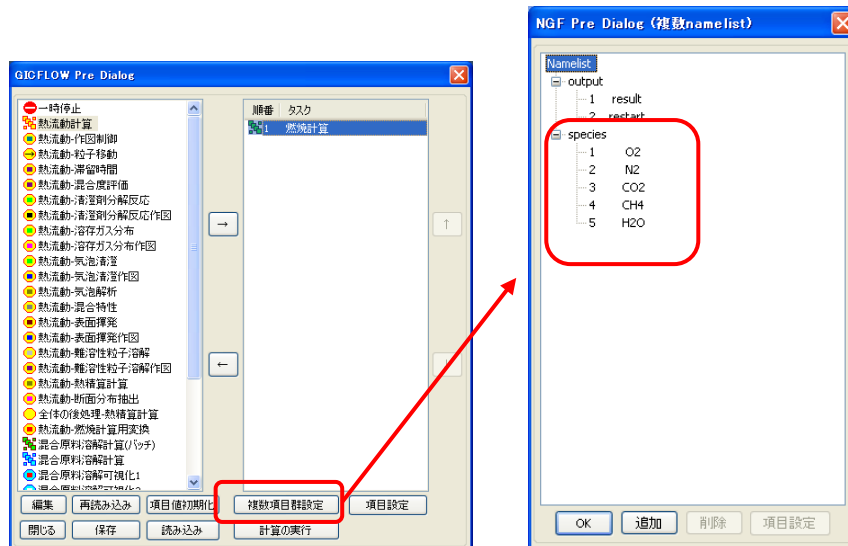 GICFLOW Pre Dialog
一時停止
熱流動計算
熱流動-作図制御
熱流動-粒子移動
熱流動-滞留時間
熱流動-混合度評価
熱流動-清澄剤分解反応
熱流動-清澄剤分解反応作図
熱流動-溶存ガス分布
熱流動-溶存ガス分布作図
熱流動-気泡清澄
熱流動-気泡清澄作図
熱流動-気泡解析
熱流動-混合特性
熱流動-表面揮発
熱流動-表面揮発作図
熱流動-難溶性粒子溶解
熱流動-難溶性粒子溶解作図
熱流動-熱精算計算
熱流動-断面分布抽出
全体の後処理-熱精算計算
熱流動-燃焼計算用変換
混合原料溶解計算(バッチ)
混合原料溶解計算
混合原料溶解可視化1
→
←
順番 タスク
1 燃焼計算
↑
編集 再読み込み 項目値初期化 複数項目群設定 項目設定
閉じる 保存 読み込み 計算の実行
NGF Pre Dialog (複数namelist)
Namelist
output
1 result
2 restart
species
1 O2
2 N2
3 CO2
4 CH4
5 H2O
OK 追加 削除 項目設定